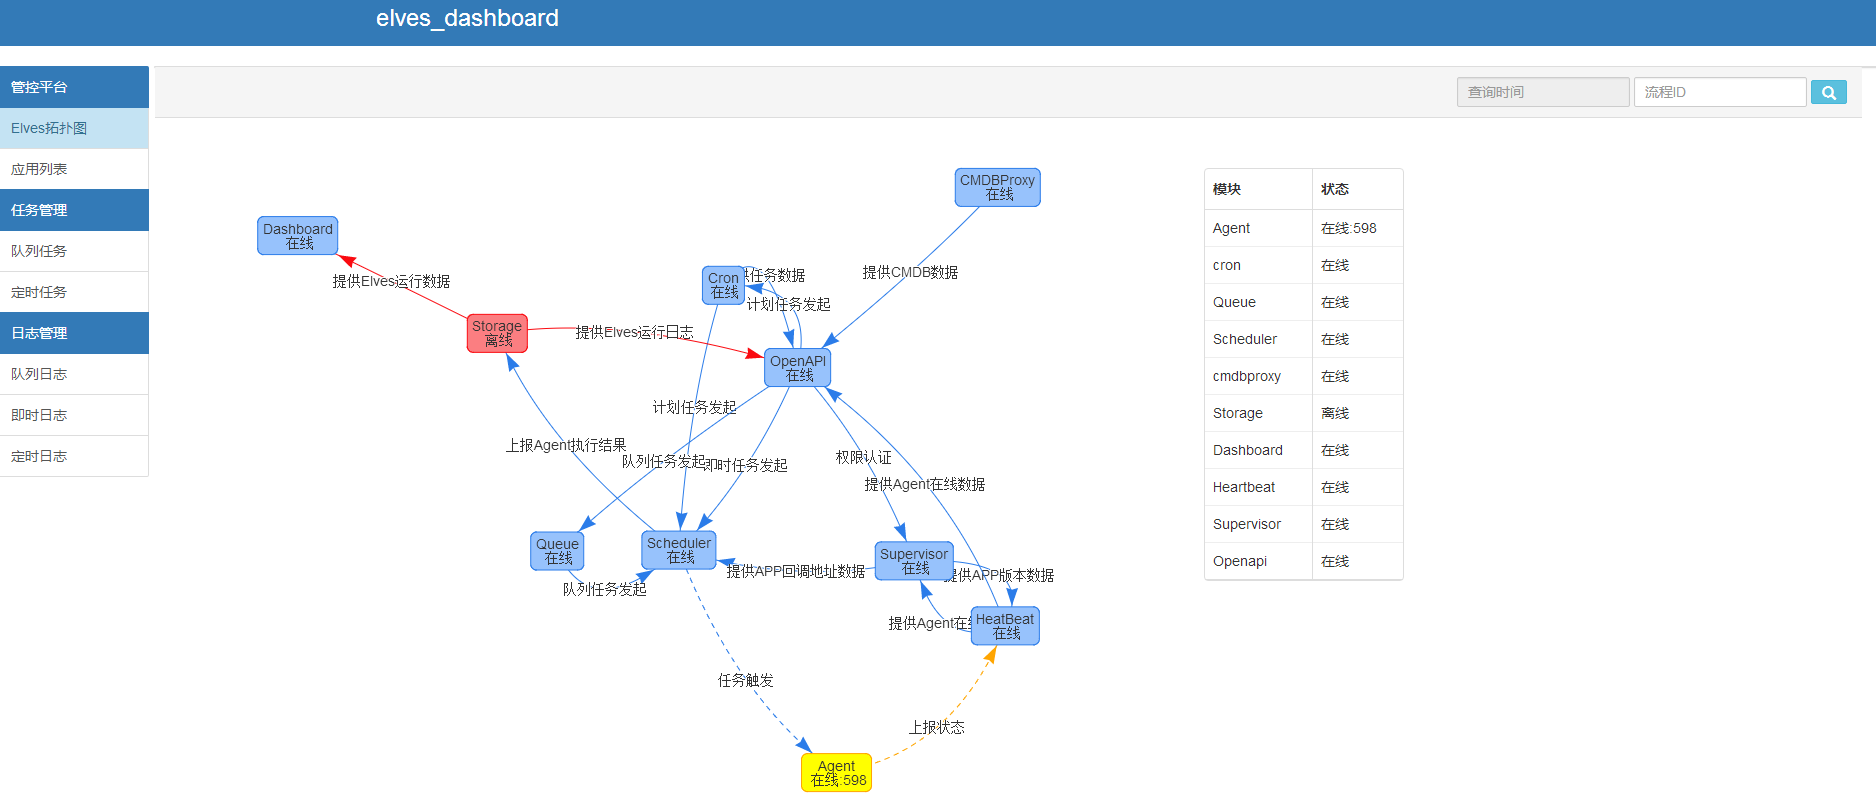 elves_dashboard
管控平台
Elves拓扑图
应用列表
任务管理
队列任务
定时任务
日志管理
队列日志
即时日志
定时日志
查询时间
流程ID
CMDBProxy
在线
Dashboard
在线
提供Elves运行数据
Cron
在线
供任务数据
计划任务发起
提供CMDB数据
Storage
离线
提供Elves运行日志
OpenAPI
在线
计划任务发起
上报Agent执行结果
队列任务发起
即时任务发起
权限认证
提供Agent在线数据
Queue
在线
Scheduler
在线
队列任务发起
提供APP回调地址数据
Supervisor
在线
提供APP版本数据
提供Agent在线
HeatBeat
在线
任务触发
上报状态
Agent
在线:598
模块 状态
Agent 在线:598
cron 在线
Queue 在线
Scheduler 在线
cmdbproxy 在线
Storage 离线
Dashboard 在线
Heartbeat 在线
Supervisor 在线
Openapi 在线